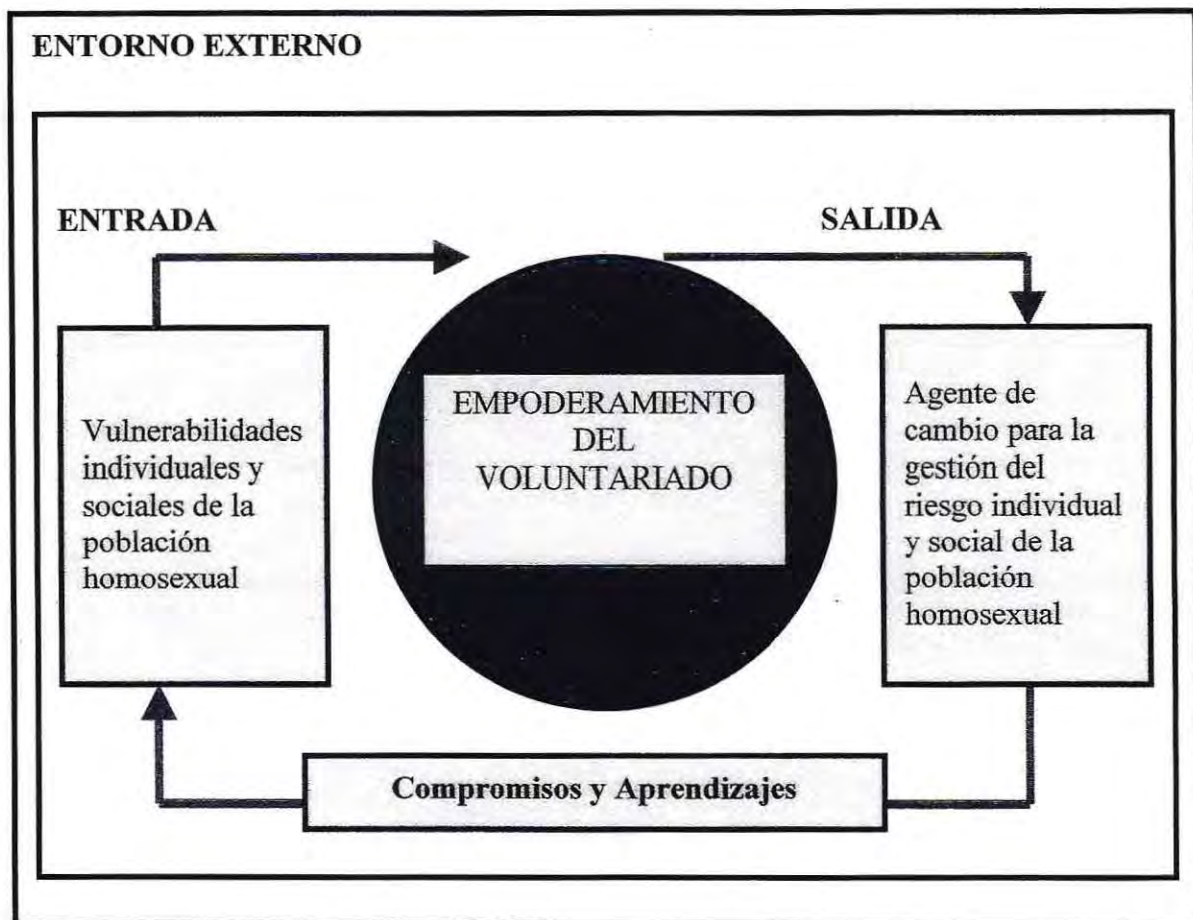 ENTORNO EXTERNO
ENTRADA
SALIDA
Vulnerabilidades
individuales y
sociales de la
población
homosexual
EMPODERAMIENTO
DEL
VOLUNTARIADO
Agente de
cambio para la
gestión del
riesgo individual
y social de la
población
homosexual
Compromisos y Aprendizajes